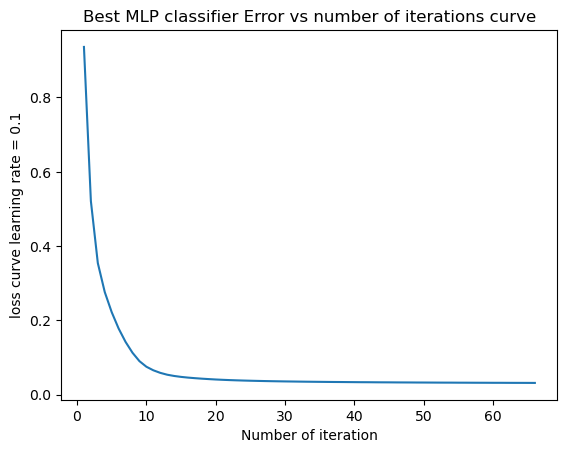 Best MLP classifier Error vs number of iterations curve
loss curve learning rate = 0.1
0.8
0.6
0.4
0.2
0.0
0 10 20 30 40 50 60
Number of iteration